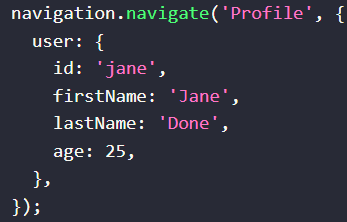 navigation.navigate('Profile', {
  user: {
    id: 'jane',
    firstName: 'Jane',
    lastName: 'Done',
    age: 25,
  },
});